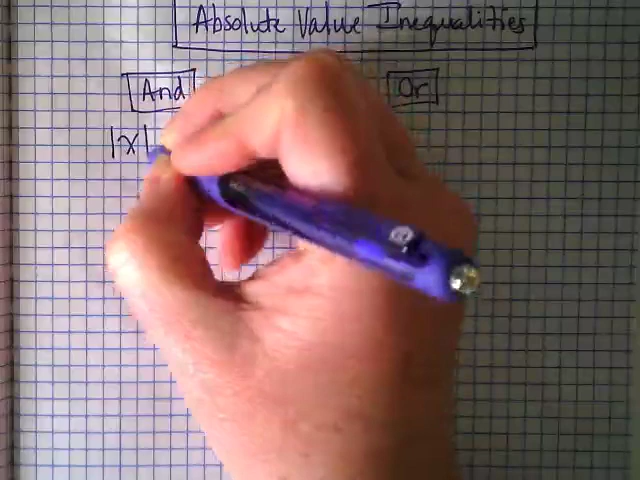 Absolute Value Inequalities
And Or
|x|